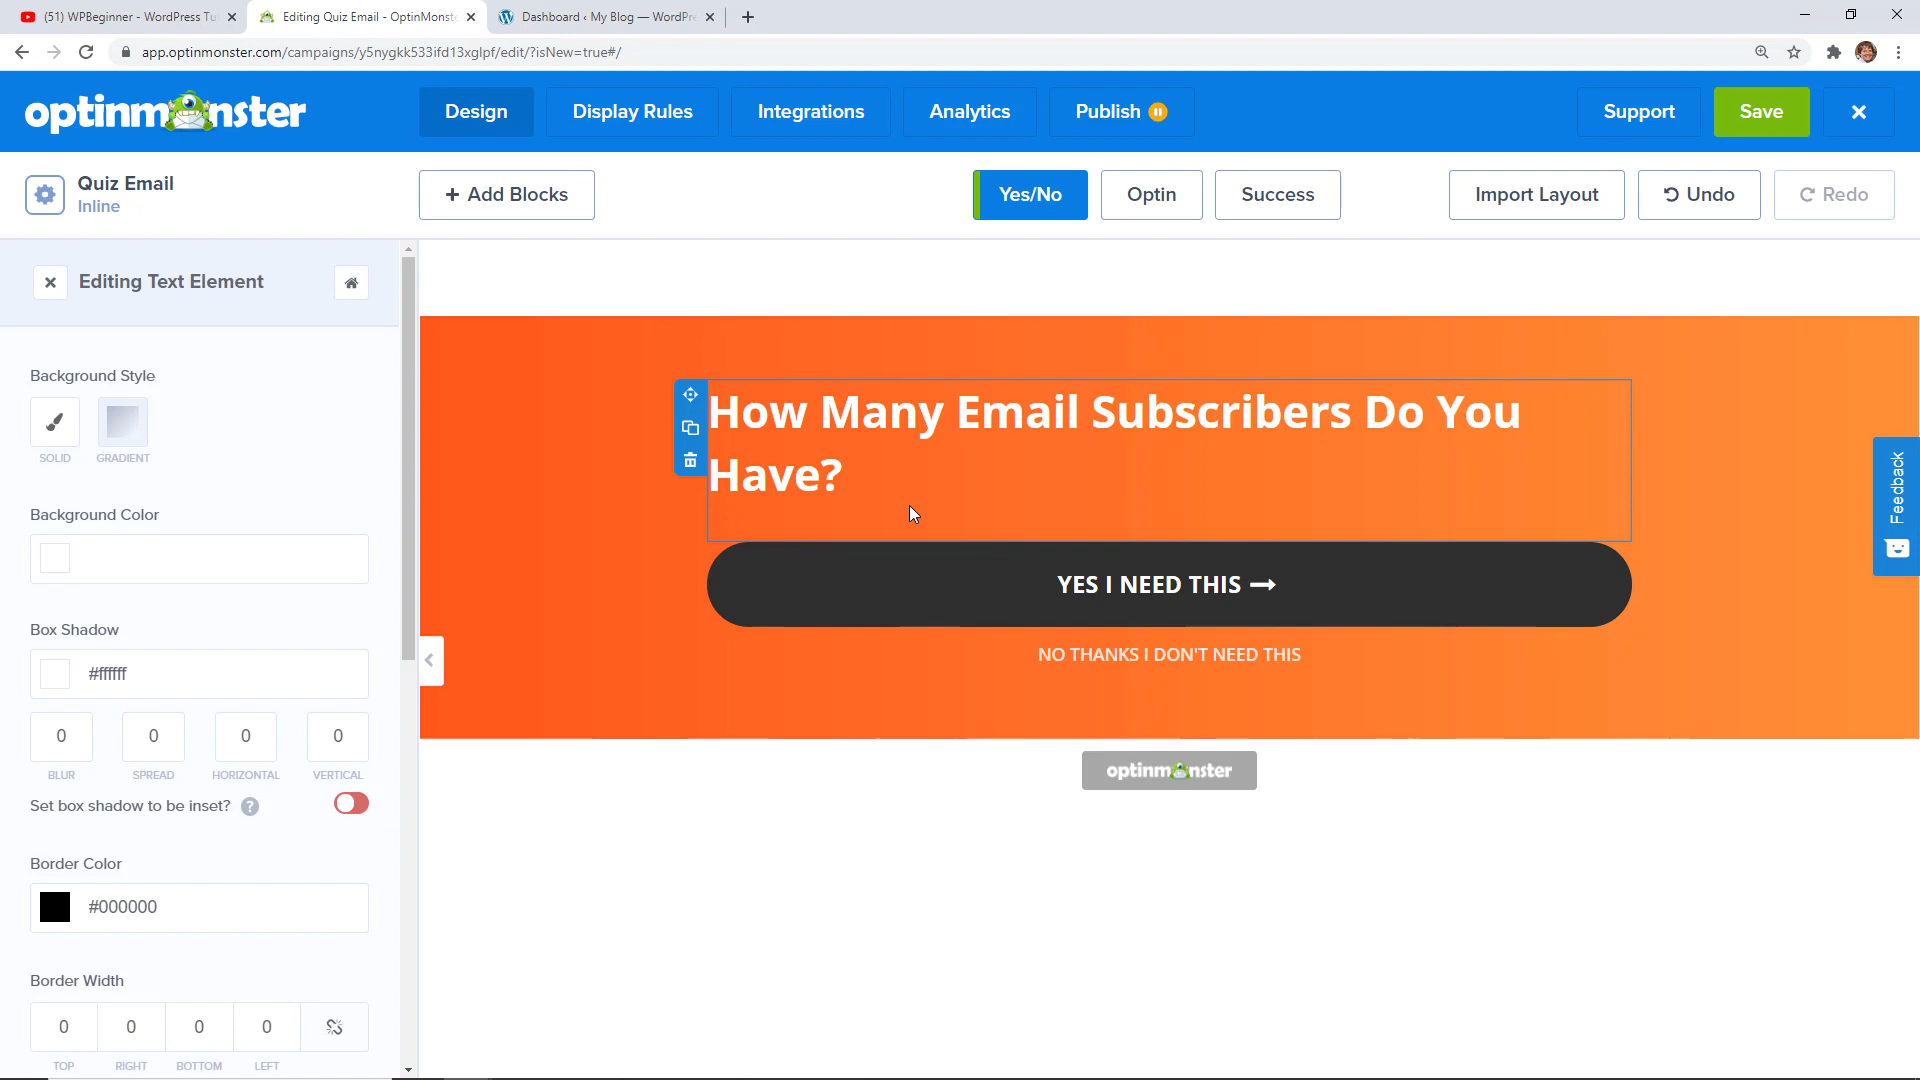 (51) WPBeginner - WordPress Tu
Editing Quiz Email - OptinMonste
Dashboard ‹ My Blog — WordPre
app.optinmonster.com/campaigns/y5nygkk533ifd13xglpf/edit/?isNew=true#/
optinmonster
Design
Display Rules
Integrations
Analytics
Publish
Support
Save
Quiz Email
Inline
+ Add Blocks
Yes/No
Optin
Success
Import Layout
Undo
Redo
Editing Text Element
Background Style
SOLID
GRADIENT
Background Color
Box Shadow
#ffffff
0
0
0
0
BLUR
SPREAD
HORIZONTAL
VERTICAL
Set box shadow to be inset? ?
Border Color
#000000
Border Width
0
0
0
0
TOP
RIGHT
BOTTOM
LEFT
How Many Email Subscribers Do You
Have?
YES I NEED THIS
NO THANKS I DON'T NEED THIS
optinmonster
Feedback